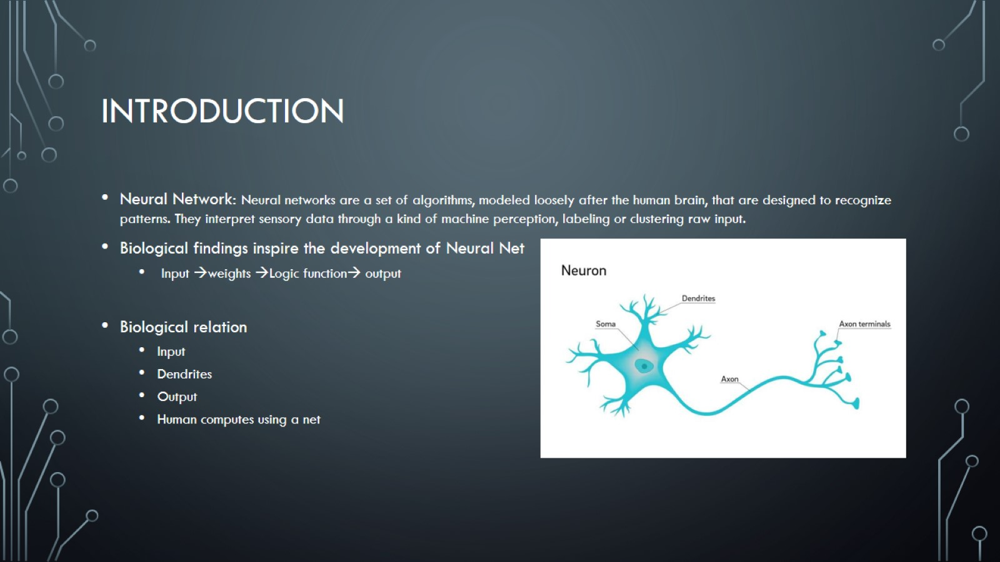 INTRODUCTION
• Neural Network: Neural networks are a set of algorithms, modeled loosely after the human brain, that are designed to recognize
patterns. They interpret sensory data through a kind of machine perception, labeling or clustering raw input.
• Biological findings inspire the development of Neural Net
• Input →weights →Logic function→ output
• Biological relation
• Input
• Dendrites
• Output
• Human computes using a net
Neuron
Dendrites
Soma
Axon terminals
Axon